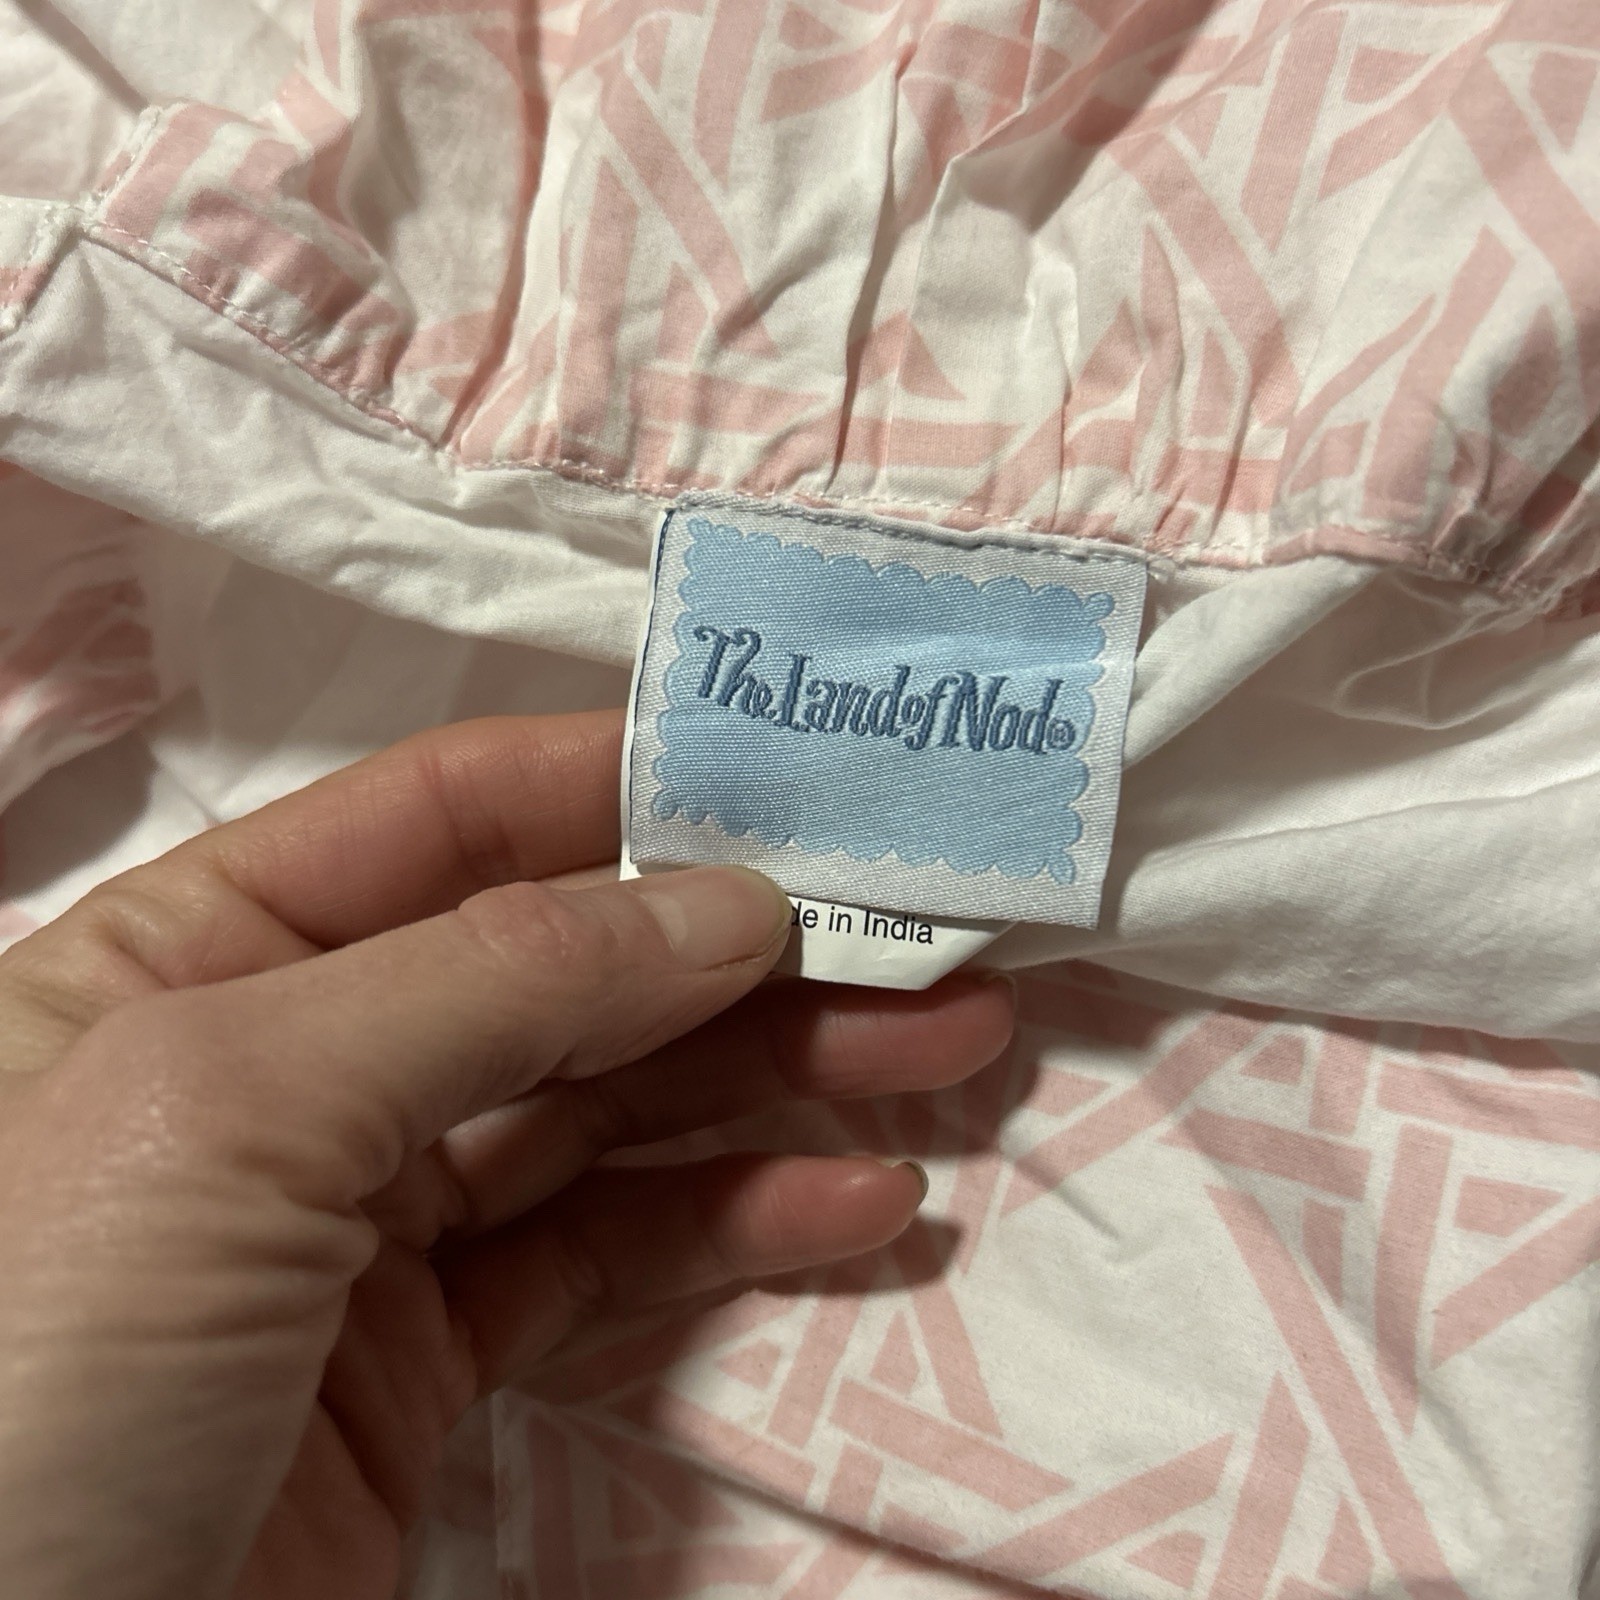 The Land of Nod®
de in India